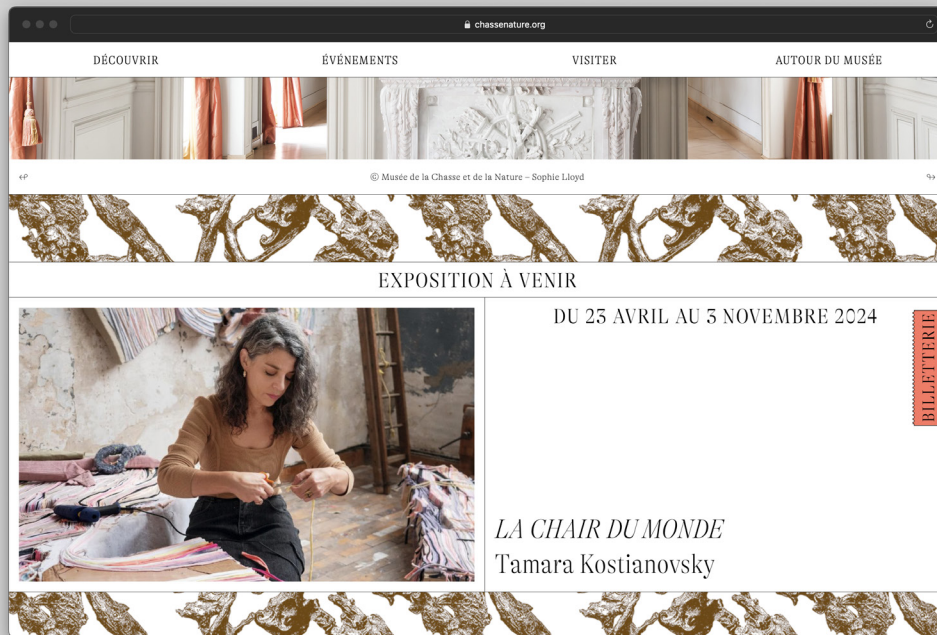 chassenature.org
DÉCOUVRIR
ÉVÉNEMENTS
VISITER
AUTOUR DU MUSÉE
© Musée de la Chasse et de la Nature – Sophie Lloyd
EXPOSITION À VENIR
DU 23 AVRIL AU 3 NOVEMBRE 2024
BILLETTERIE
LA CHAIR DU MONDE
Tamara Kostianovsky